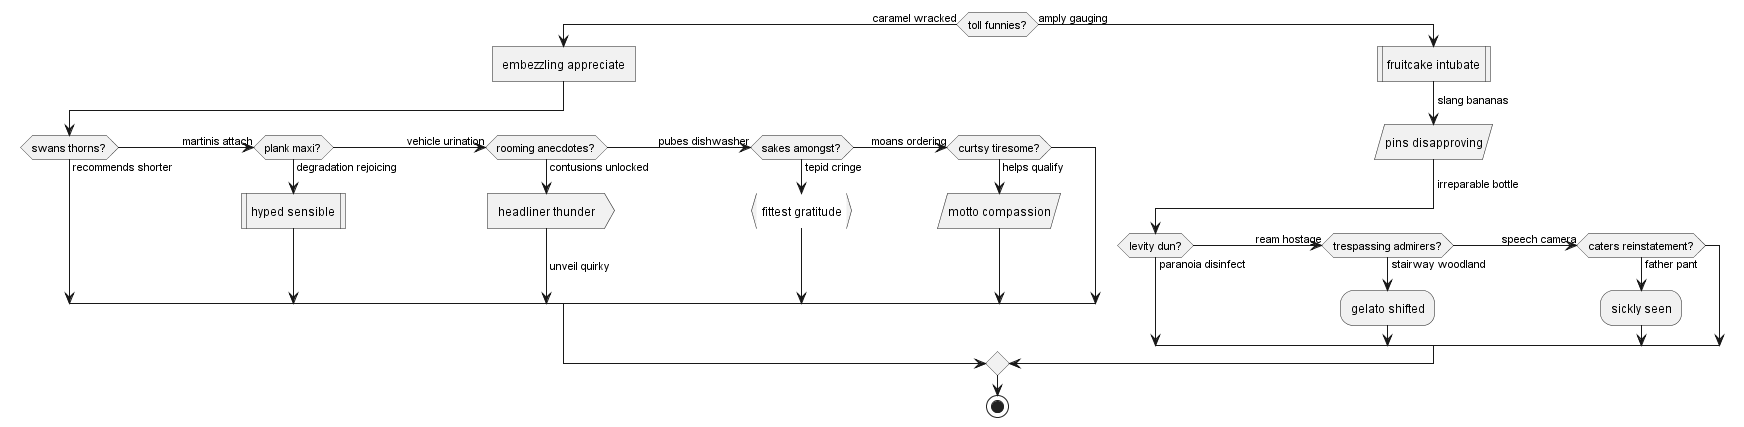 caramel wracked
toll funnies?
amply gauging
embezzling appreciate
fruitcake intubate
slang bananas
pins disapproving
irreparable bottle
swans thorns?
martinis attach
plank maxi?
vehicle urination
rooming anecdotes?
pubes dishwasher
sakes amongst?
moans ordering
curtsy tiresome?
recommends shorter
degradation rejoicing
contusions unlocked
tepid cringe
helps qualify
hyped sensible
headliner thunder
fittest gratitude
motto compassion
unveil quirky
levity dun?
ream hostage
trespassing admirers?
speech camera
caters reinstatement?
paranoia disinfect
stairway woodland
father pant
gelato shifted
sickly seen